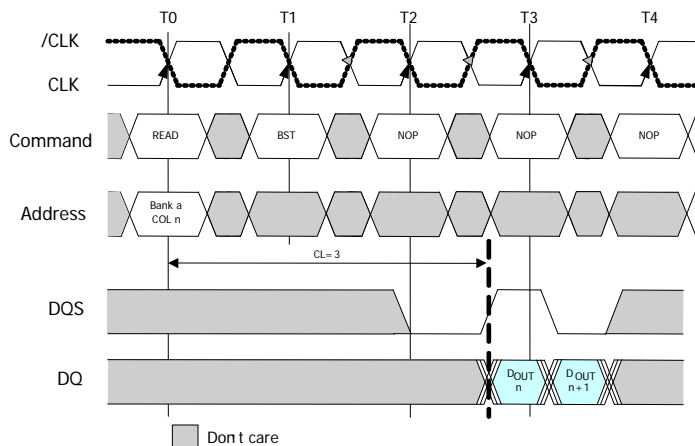 T0 T1 T2 T3 T4
/CLK
CLK
Command READ BST NOP NOP NOP
Address Bank a
COL n
CL= 3
DQS
DQ DOUT
n DOUT
n + 1
Don t care